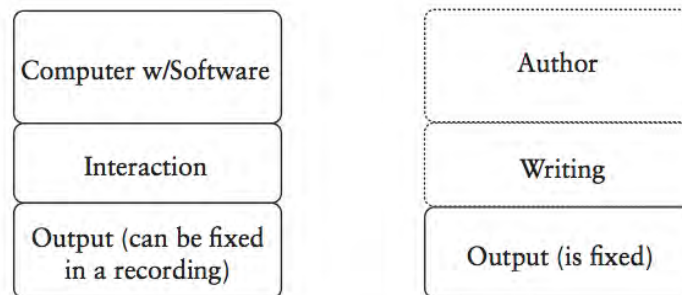 Computer w/Software
Interaction
Output (can be fixed
in a recording)
Author
Writing
Output (is fixed)